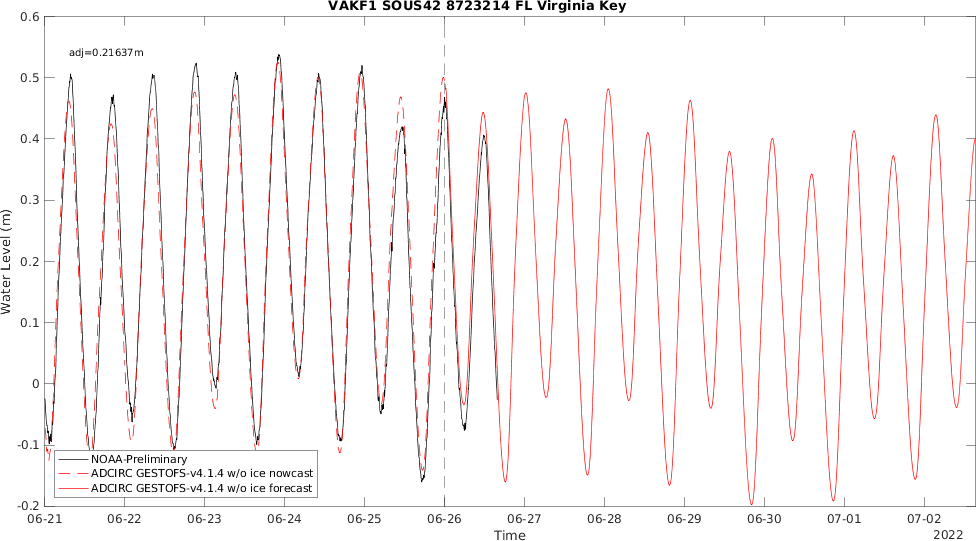 VAKF1 SOUS42 8723214 FL Virginia Key
adj=0.21637m
0.6
0.5
0.4
0.3
0.2
0.1
0
-0.1
-0.2
Water Level (m)
NOAA-Preliminary
ADCIRC GESTOFS-v4.1.4 w/o ice nowcast
ADCIRC GESTOFS-v4.1.4 w/o ice forecast
06-21 06-22 06-23 06-24 06-25 06-26 06-27 06-28 06-29 06-30 07-01 07-02
Time
2022